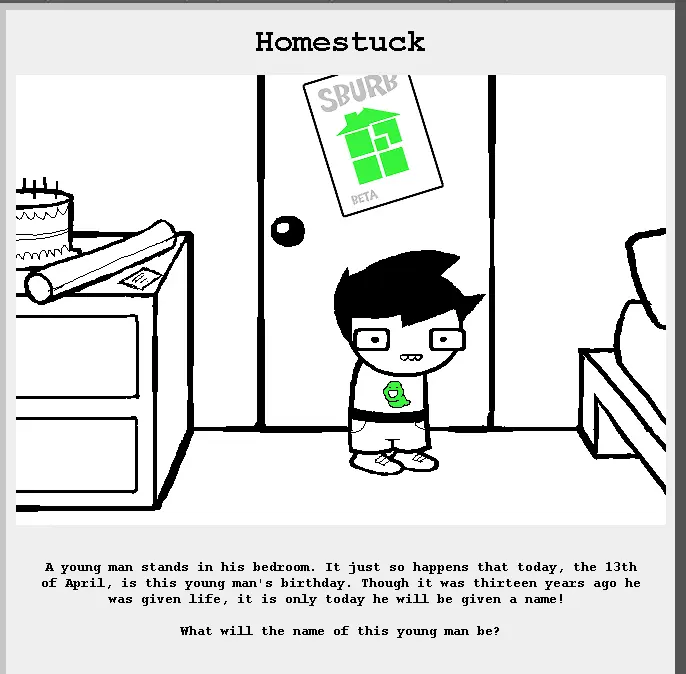 Homestuck
SBURB
BETA
A young man stands in his bedroom. It just so happens that today, the 13th
of April, is this young man's birthday. Though it was thirteen years ago he
was given life, it is only today he will be given a name!
What will the name of this young man be?